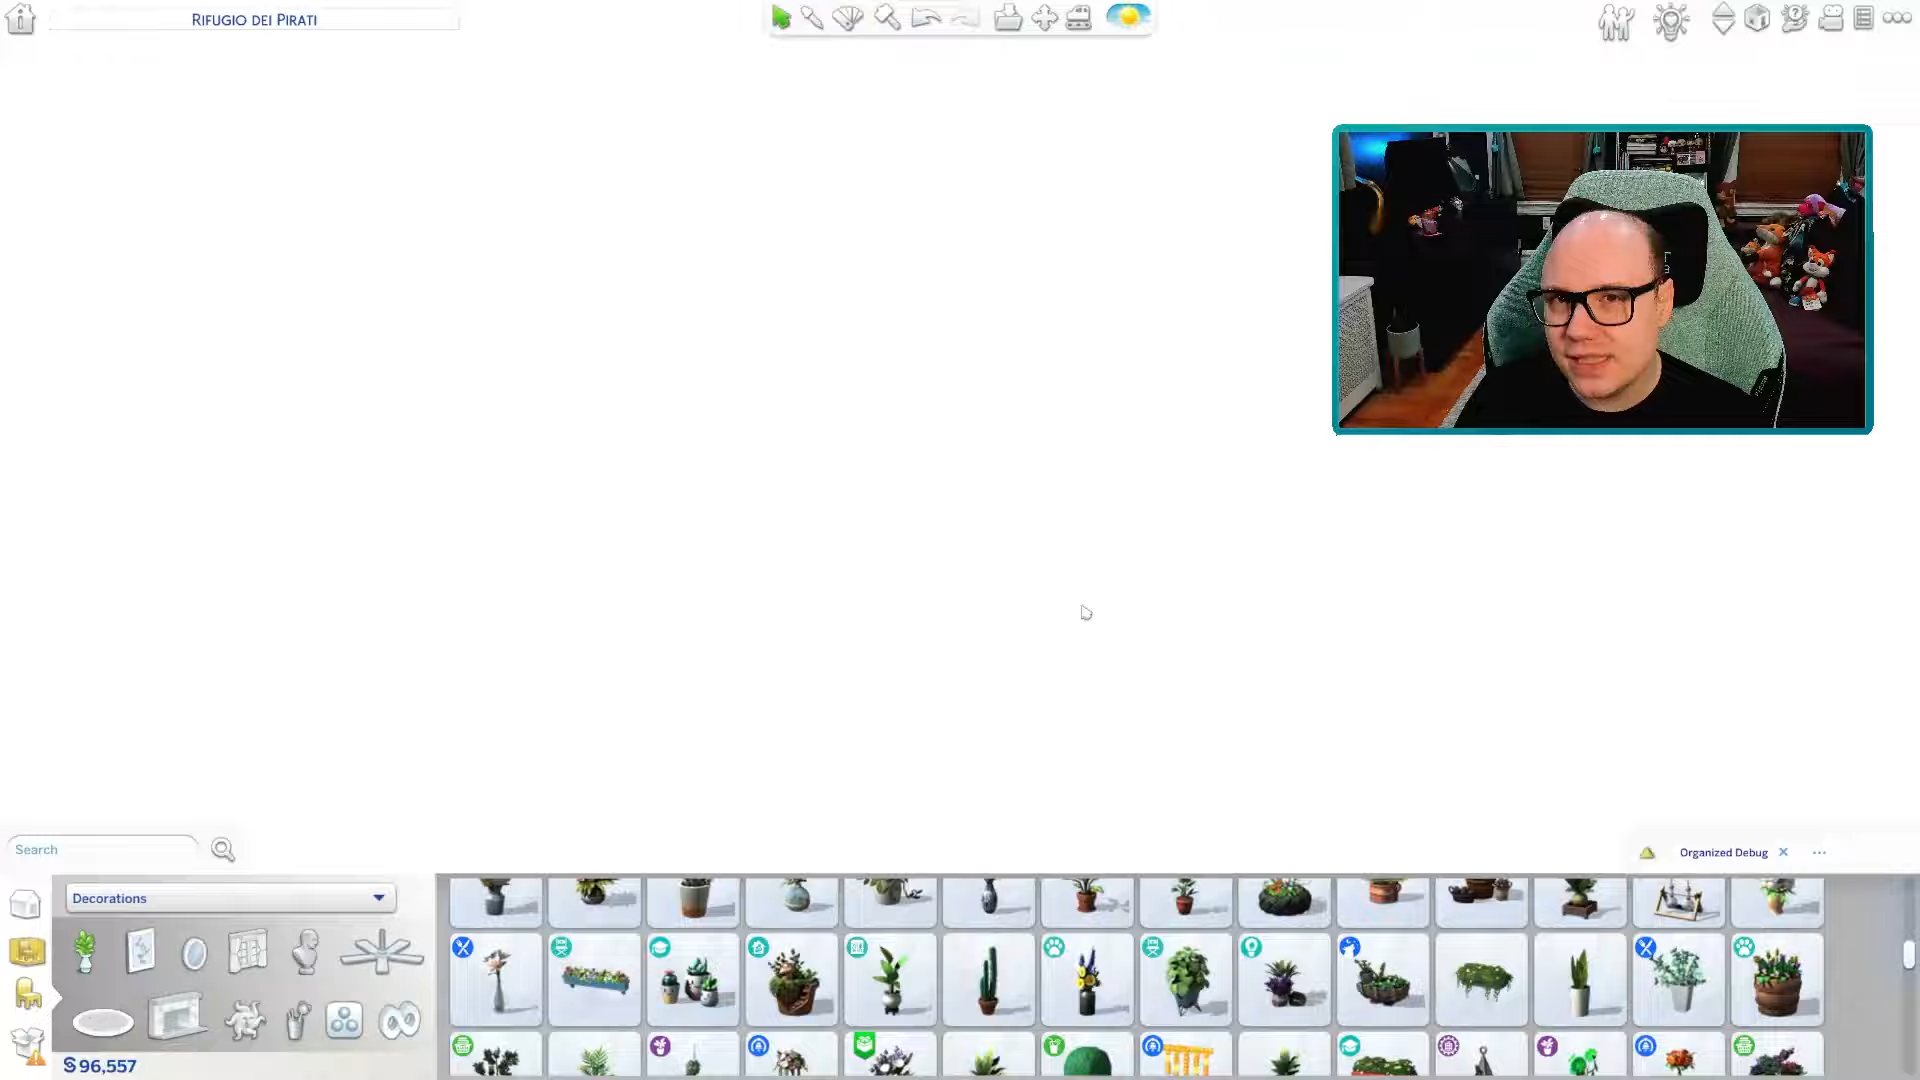 RIFUGIO DEI PIRATI
Search
Organized Debug
Decorations
§96,557